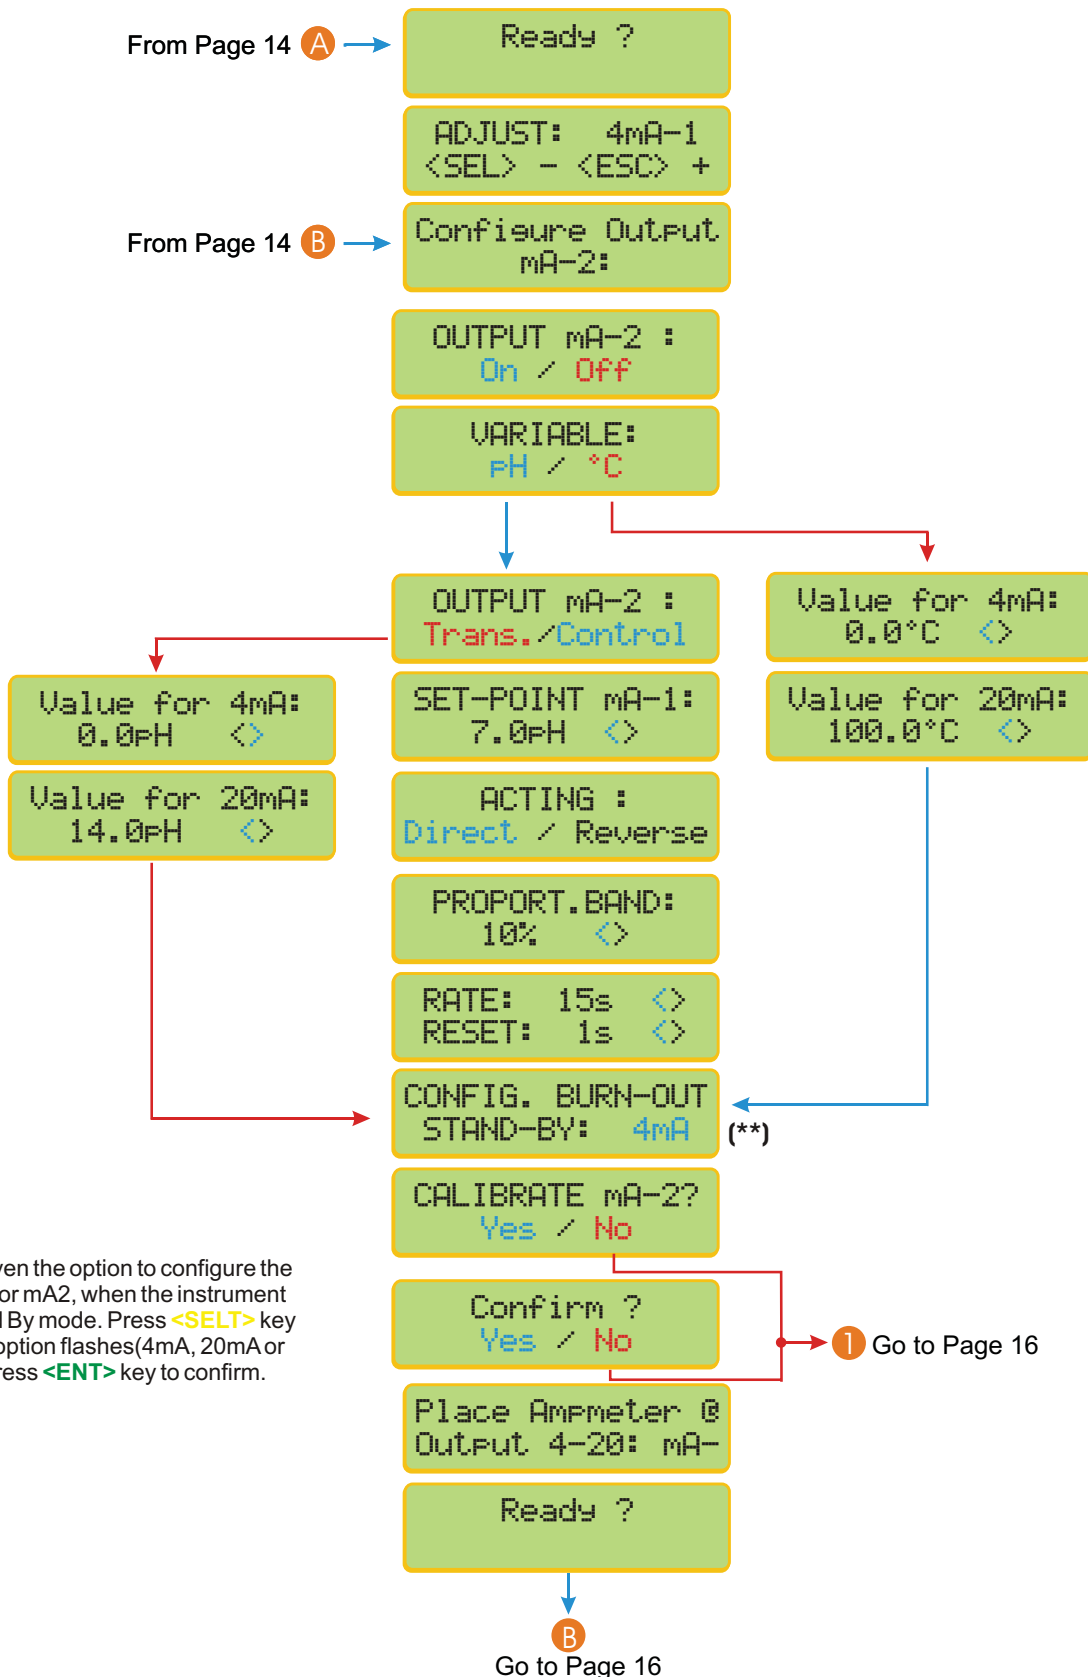 From Page 14 A
Ready ?
ADJUST: 4mA-1
<SEL> - <ESC> +
From Page 14 B
Configure Output
mA-2:
OUTPUT mA-2 :
On / Off
VARIABLE:
pH / °C
OUTPUT mA-2 :
Trans./Control
Value for 4mA:
0.0°C <>
Value for 4mA:
0.0pH <>
SET-POINT mA-1:
7.0pH <>
Value for 20mA:
100.0°C <>
Value for 20mA:
14.0pH <>
ACTING :
Direct / Reverse
PROPORT.BAND:
10% <>
RATE: 15s <>
RESET: 1s <>
CONFIG. BURN-OUT
STAND-BY: 4mA
(**)
CALIBRATE mA-2?
Yes / No
the option to configure the
or mA2, when the instrument
By mode. Press <SELT> key
option flashes(4mA, 20mA or
<ENT> key to confirm.
Confirm ?
Yes / No
1 Go to Page 16
Place Ampmeter @
Output 4-20: mA-
Ready ?
B
Go to Page 16